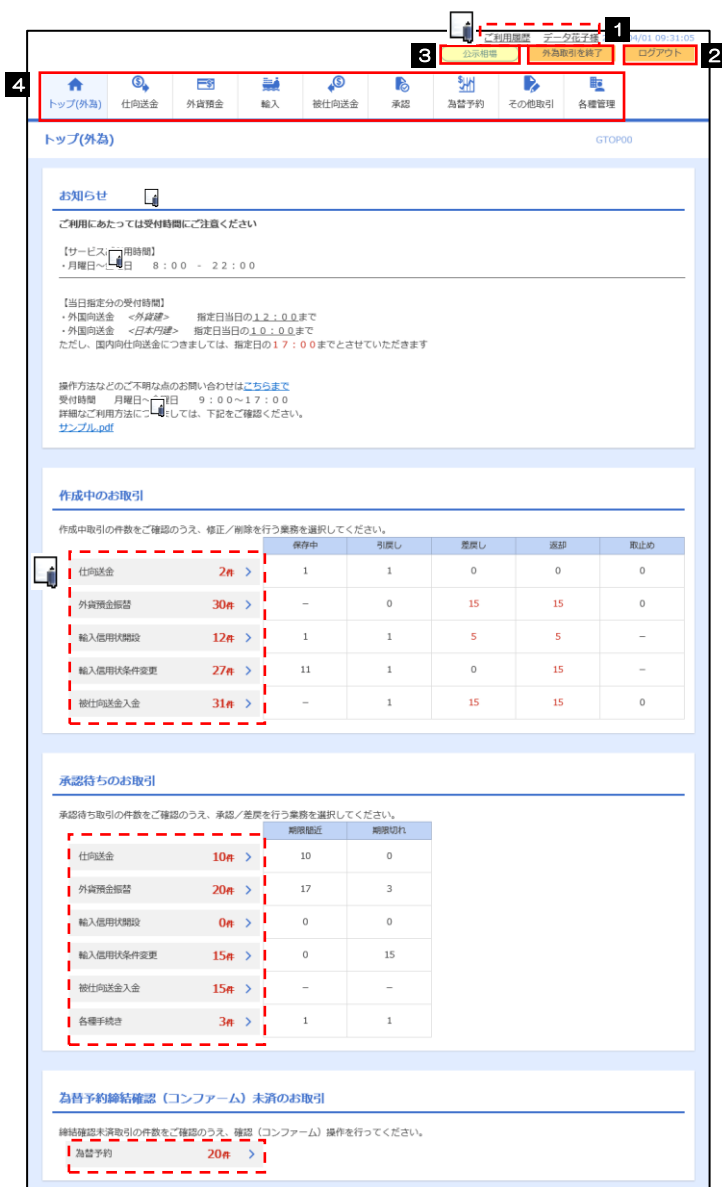 1
ご利用履歴 データ花子様 04/01 09:31:05
3 公示相場 外為取引を終了 ログアウト 2
4
トップ(外為) 仕向送金 外貨預金 輸入 被仕向送金 承認 為替予約 その他取引 各種管理
トップ(外為) GTOP00
お知らせ
ご利用にあたっては受付時間にご注意ください
【サービス 用時間】
・月曜日～ 日 8：00 - 22：00
【当日指定分の受付時間】
・外国向送金 <外貨建> 指定日当日の12：00まで
・外国向送金 <日本円建> 指定日当日の10：00まで
ただし、国内向仕向送金につきましては、指定日の17：00までとさせていただきます
操作方法などのご不明な点のお問い合わせはこちらまで
受付時間 月曜日～ 日 9：00～17：00
詳細なご利用方法につ しては、下記をご確認ください。
サンプル.pdf
作成中のお取引
作成中取引の件数をご確認のうえ、修正／削除を行う業務を選択してください。
保存中 引戻し 差戻し 返却 取止め
仕向送金 2件 1 1 0 0 0
外貨預金振替 30件 － 0 15 15 0
輸入信用状開設 12件 1 1 5 5 －
輸入信用状条件変更 27件 11 1 0 15 －
被仕向送金入金 31件 － 1 15 15 0
承認待ちのお取引
承認待ち取引の件数をご確認のうえ、承認／差戻を行う業務を選択してください。
期限間近 期限切れ
仕向送金 10件 10 0
外貨預金振替 20件 17 3
輸入信用状開設 0件 0 0
輸入信用状条件変更 15件 0 15
被仕向送金入金 15件 － －
各種手続き 3件 1 1
為替予約締結確認（コンファーム）未済のお取引
締結確認未済取引の件数をご確認のうえ、確認（コンファーム）操作を行ってください。
為替予約 20件